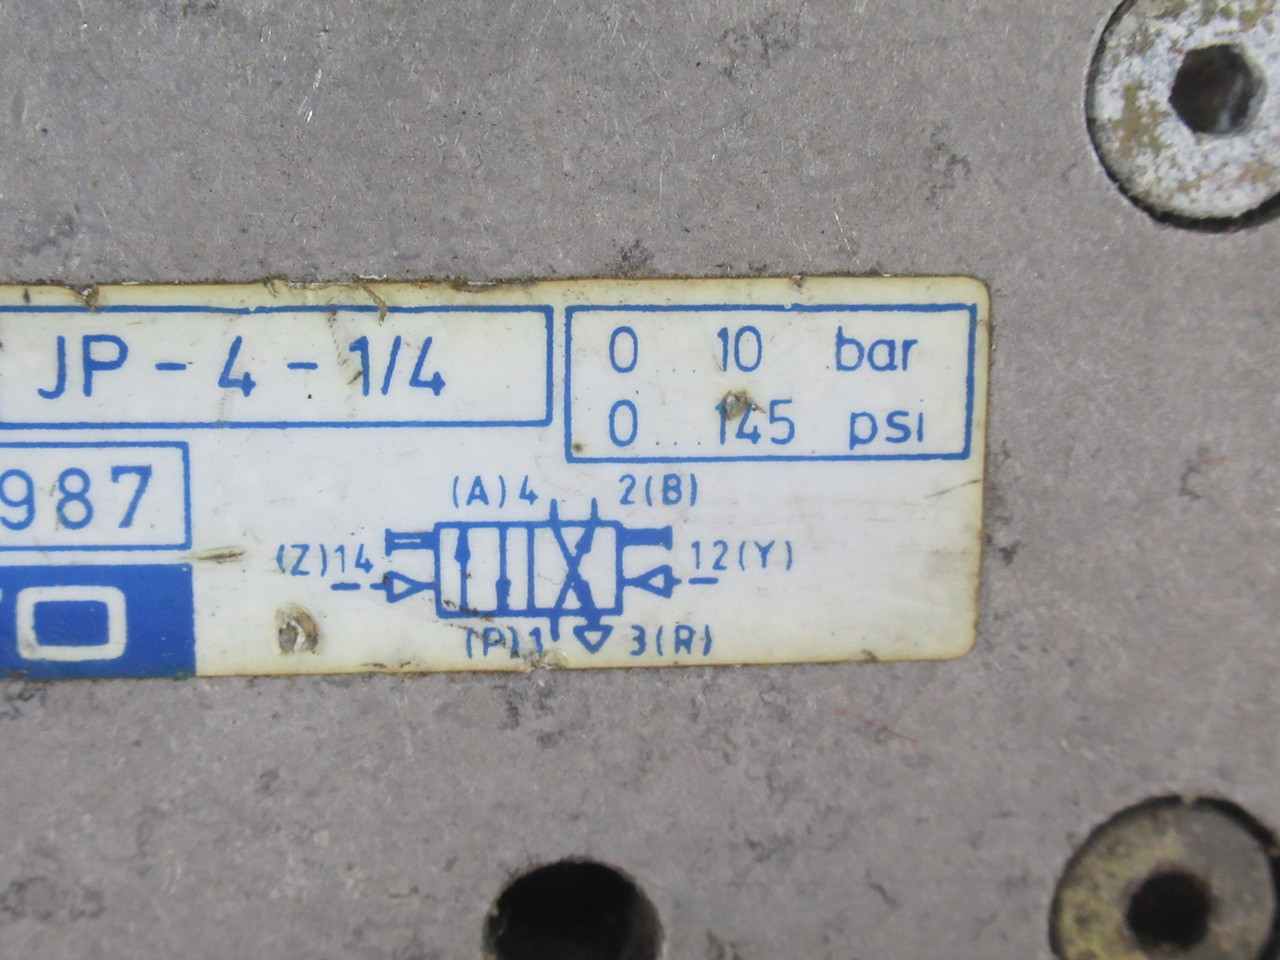 JP - 4 - 1/4
0 ... 10 bar
0 ... 145 psi
987
(A) 4 2 (B)
(Z) 14 12 (Y)
(P) 1 3 (R)
O